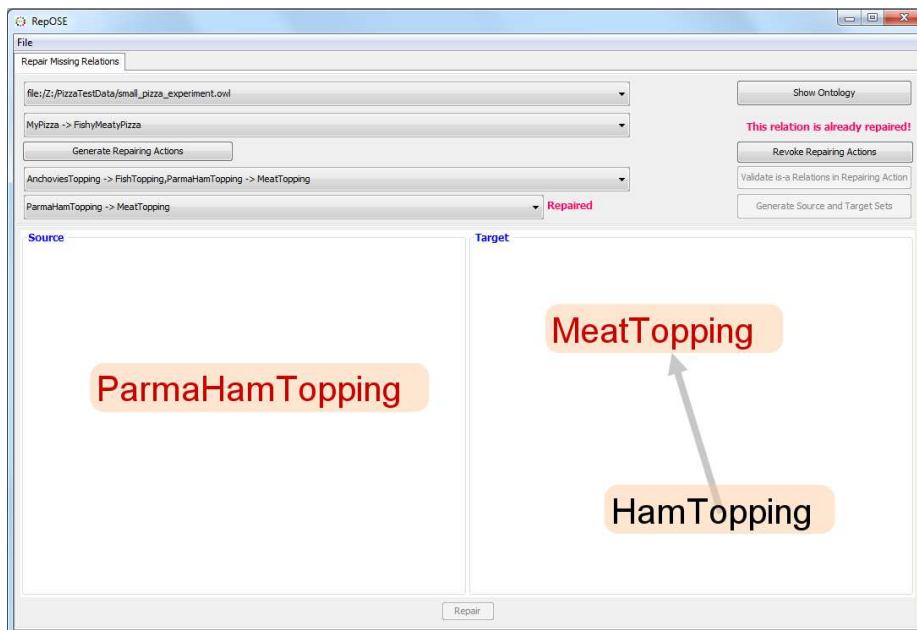 RepOSE
File
Repair Missing Relations
file:/Z:/PizzaTestData/small_pizza_experiment.owl
Show Ontology
MyPizza -> FishyMeatyPizza
This relation is already repaired!
Generate Repairing Actions
Revoke Repairing Actions
AnchoviesTopping -> FishTopping,ParmaHamTopping -> MeatTopping
Validate is-a Relations in Repairing Action
ParmaHamTopping -> MeatTopping
Repaired
Generate Source and Target Sets
Source
Target
MeatTopping
ParmaHamTopping
HamTopping
Repair